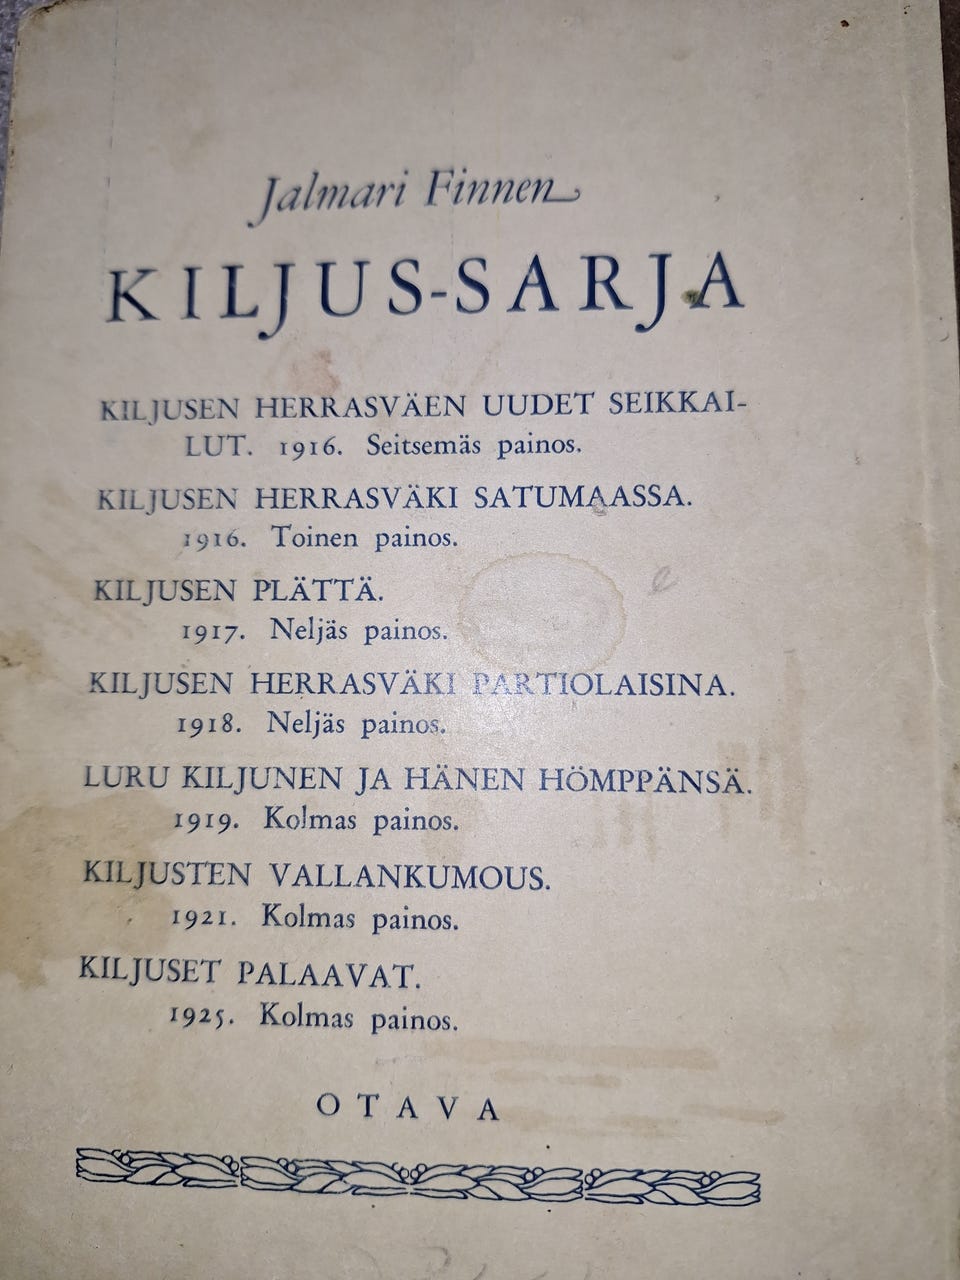 Jalmari Finnen
KILJUS-SARJA
KILJUSEN HERRASVÄEN UUDET SEIKKAI-
LUT. 1916. Seitsemäs painos.
KILJUSEN HERRASVÄKI SATUMAASSA.
1916. Toinen painos.
KILJUSEN PLÄTTÄ.
1917. Neljäs painos.
KILJUSEN HERRASVÄKI PARTIOLAISINA.
1918. Neljäs painos.
LURU KILJUNEN JA HÄNEN HÖMPPÄNSÄ.
1919. Kolmas painos.
KILJUSTEN VALLANKUMOUS.
1921. Kolmas painos.
KILJUSET PALAAVAT.
1925. Kolmas painos.
OTAVA